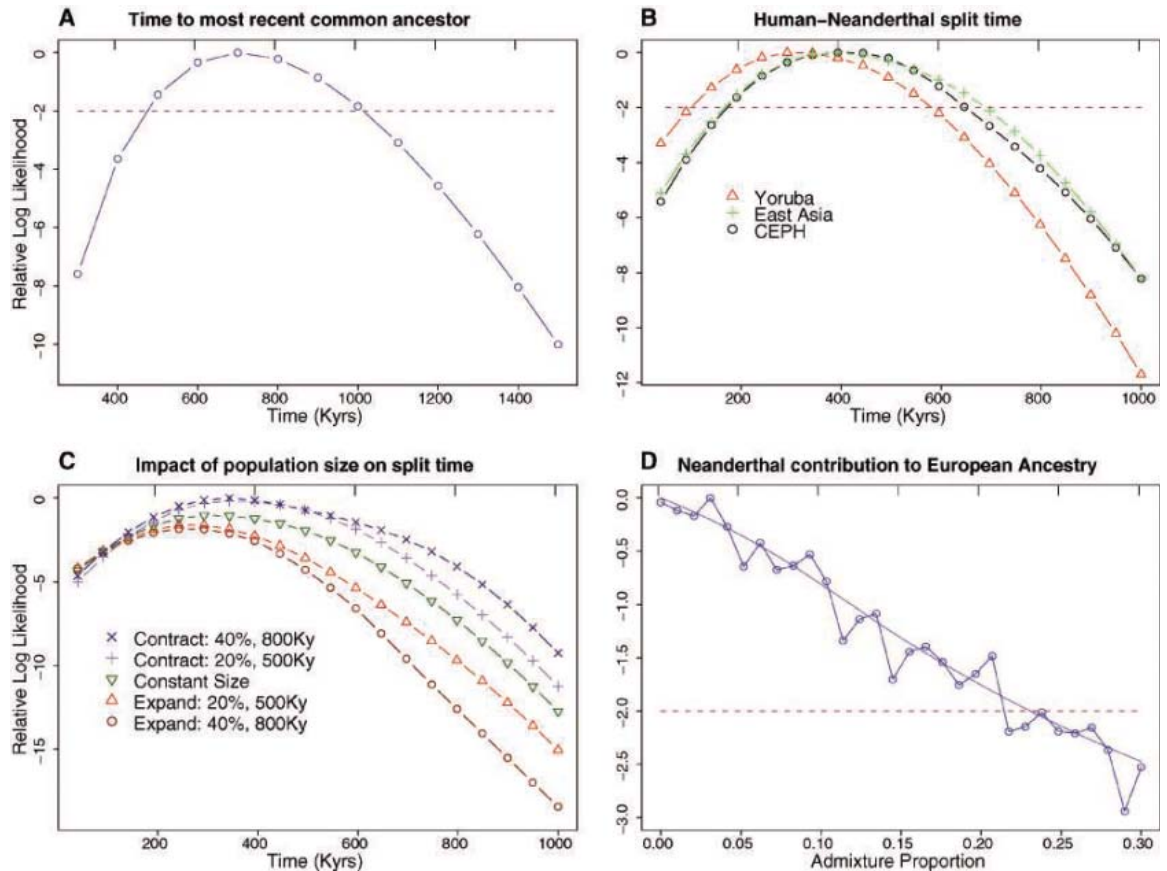 A Time to most recent common ancestor
Relative Log Likelihood
0
-2
-4
-6
-8
-10
400 600 800 1000 1200 1400
Time (Kyrs)
B Human-Neanderthal split time
0
-2
-4
-6
-8
-10
-12
Yoruba
East Asia
CEPH
200 400 600 800 1000
Time (Kyrs)
C Impact of population size on split time
Relative Log Likelihood
0
-5
-10
-15
Contract: 40%, 800Ky
Contract: 20%, 500Ky
Constant Size
Expand: 20%, 500Ky
Expand: 40%, 800Ky
200 400 600 800 1000
Time (Kyrs)
D Neanderthal contribution to European Ancestry
0.0
-0.5
-1.0
-1.5
-2.0
-2.5
-3.0
0.00 0.05 0.10 0.15 0.20 0.25 0.30
Admixture Proportion